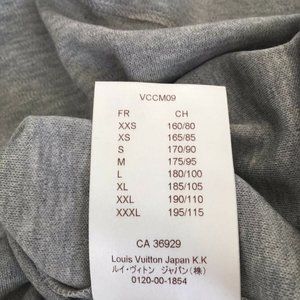 VCCM09
FR CH
XXS 160/80
XS 165/85
S 170/90
M 175/95
L 180/100
XL 185/105
XXL 190/110
XXXL 195/115
CA 36929
Louis Vuitton Japan K.K
ルイ・ヴィトン ジャパン(株)
0120-00-1854